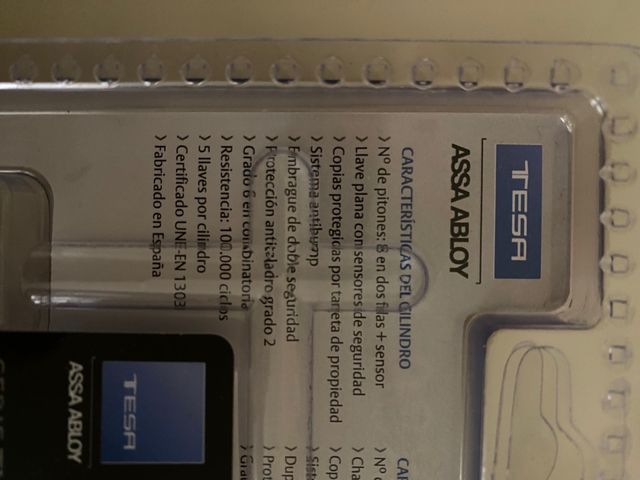 TESA
ASSA ABLOY
CARACTERÍSTICAS DEL CILINDRO
› Nº de pitones: 8 en dos filas + sensor
› Llave plana con sensores de seguridad
› Copias protegidas por tarjeta de propiedad
› Sistema antibump
› Embrague de doble seguridad
› Protección antitaladro grado 2
› Grado 6 en combinatoria
› Resistencia: 100.000 ciclos
› 5 llaves por cilindro
› Certificado UNE-EN 1303
› Fabricado en España
› Nº
TESA
ASSA ABLOY